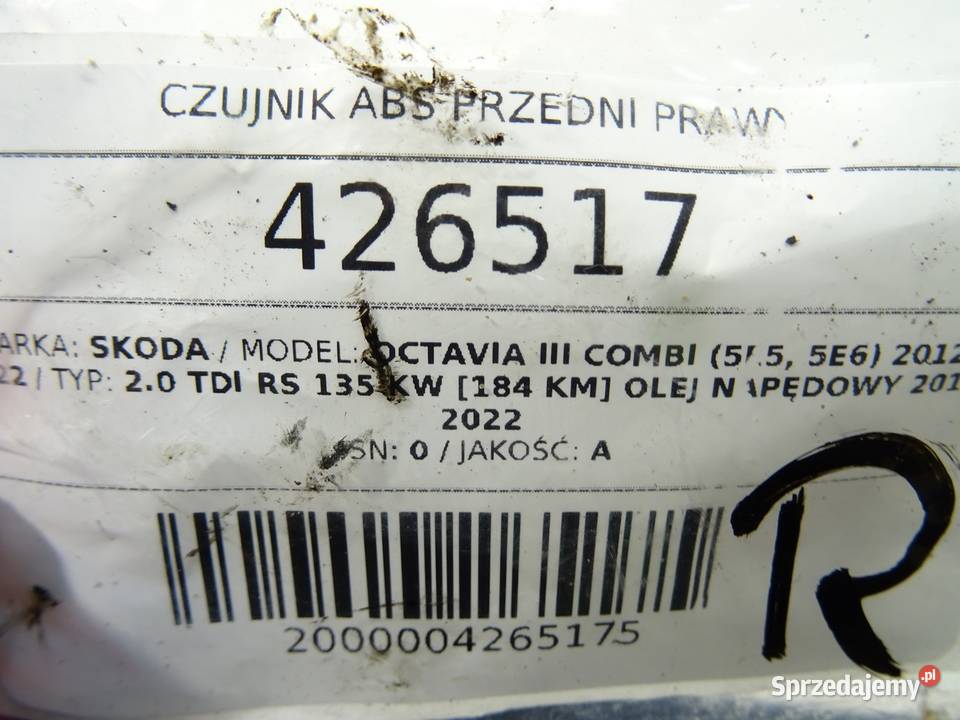 CZUJNIK ABS PRZEDNI PRAWY
426517
ARKA: SKODA / MODEL: OCTAVIA III COMBI (5E5, 5E6) 2012
22 / TYP: 2.0 TDI RS 135 KW [184 KM] OLEJ NAPĘDOWY 201
2022
SN: 0 / JAKOŚĆ: A
R
2000004265175
Sprzedajemy.pl